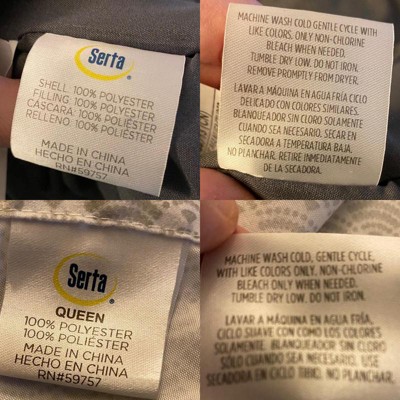 Serta
SHELL: 100% POLYESTER
FILLING: 100% POLYESTER
CÁSCARA: 100% POLIÉSTER
RELLENO: 100% POLIÉSTER
MADE IN CHINA
HECHO EN CHINA
RN#59757
MACHINE WASH COLD GENTLE CYCLE WITH
LIKE COLORS. ONLY NON-CHLORINE
BLEACH WHEN NEEDED.
TUMBLE DRY LOW. DO NOT IRON.
REMOVE PROMPTLY FROM DRYER.
LAVAR A MÁQUINA EN AGUA FRÍA CICLO
DELICADO CON COLORES SIMILARES.
BLANQUEADOR SIN CLORO SOLAMENTE
CUANDO SEA NECESARIO. SECAR EN
SECADORA A TEMPERATURA BAJA.
NO PLANCHAR. RETIRE INMEDIATAMENTE
DE LA SECADORA.
Serta
QUEEN
100% POLYESTER
100% POLIÉSTER
MADE IN CHINA
HECHO EN CHINA
RN#59757
MACHINE WASH COLD, GENTLE CYCLE,
WITH LIKE COLORS ONLY. NON-CHLORINE
BLEACH ONLY WHEN NEEDED.
TUMBLE DRY LOW. DO NOT IRON.
LAVAR A MÁQUINA EN AGUA FRÍA,
CICLO SUAVE CON COMO LOS COLORES
SOLAMENTE. BLANQUEADOR SIN CLORO
SÓLO CUANDO SEA NECESARIO. USE
SECADORA EN CICLO TIBIO. NO PLANCHAR.